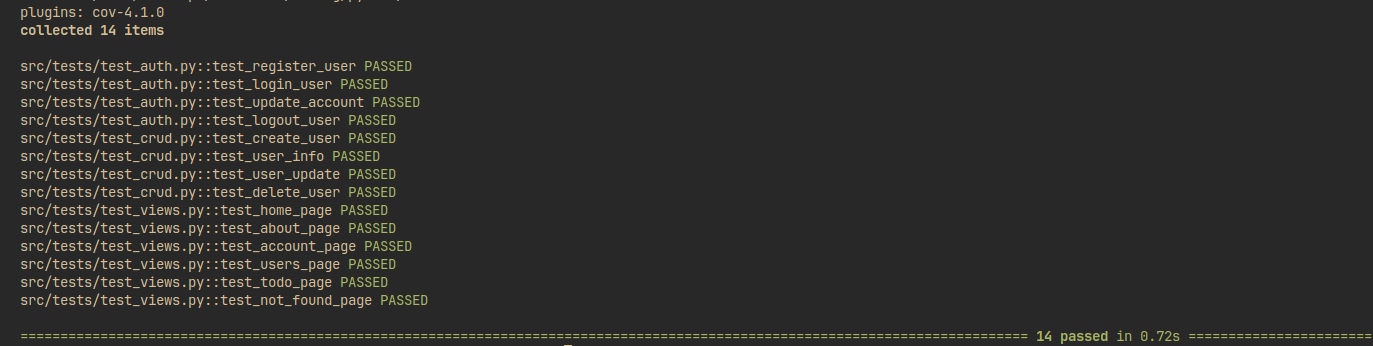 plugins: cov-4.1.0
collected 14 items
src/tests/test_auth.py::test_register_user PASSED
src/tests/test_auth.py::test_login_user PASSED
src/tests/test_auth.py::test_update_account PASSED
src/tests/test_auth.py::test_logout_user PASSED
src/tests/test_crud.py::test_create_user PASSED
src/tests/test_crud.py::test_user_info PASSED
src/tests/test_crud.py::test_user_update PASSED
src/tests/test_crud.py::test_delete_user PASSED
src/tests/test_views.py::test_home_page PASSED
src/tests/test_views.py::test_about_page PASSED
src/tests/test_views.py::test_account_page PASSED
src/tests/test_views.py::test_users_page PASSED
src/tests/test_views.py::test_todo_page PASSED
src/tests/test_views.py::test_not_found_page PASSED
============================================================================================================================== 14 passed in 0.72s =======================